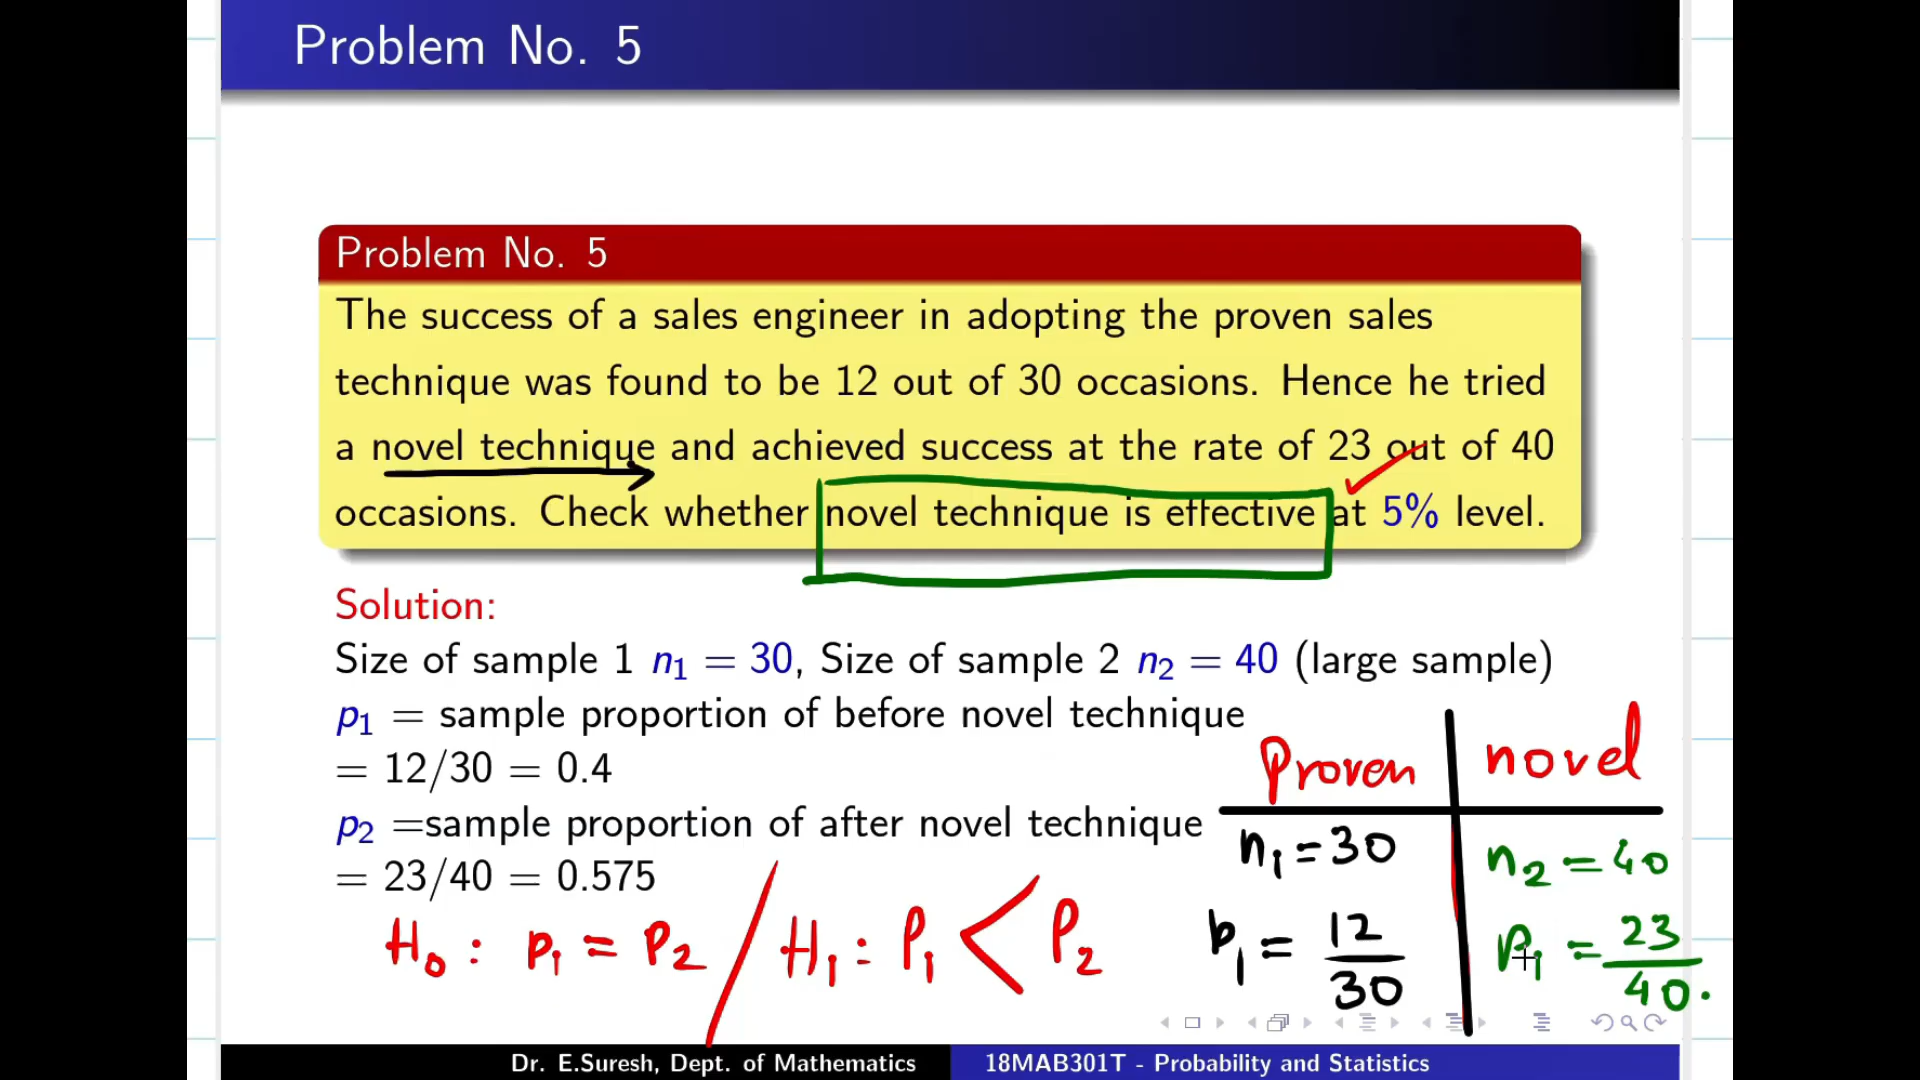 Problem No. 5
Problem No. 5
The success of a sales engineer in adopting the proven sales
technique was found to be 12 out of 30 occasions. Hence he tried
a novel technique and achieved success at the rate of 23 out of 40
occasions. Check whether novel technique is effective at 5% level.
Solution:
Size of sample 1 n₁ = 30, Size of sample 2 n₂ = 40 (large sample)
p₁ = sample proportion of before novel technique
= 12/30 = 0.4
p₂ =sample proportion of after novel technique
= 23/40 = 0.575
H₀ : p₁ = p₂ / H₁ : P₁ < P₂
Proven | novel
n₁ = 30 | n₂ = 40
p₁ = 12/30 | P₁ = 23/40.
Dr. E.Suresh, Dept. of Mathematics 18MAB301T - Probability and Statistics